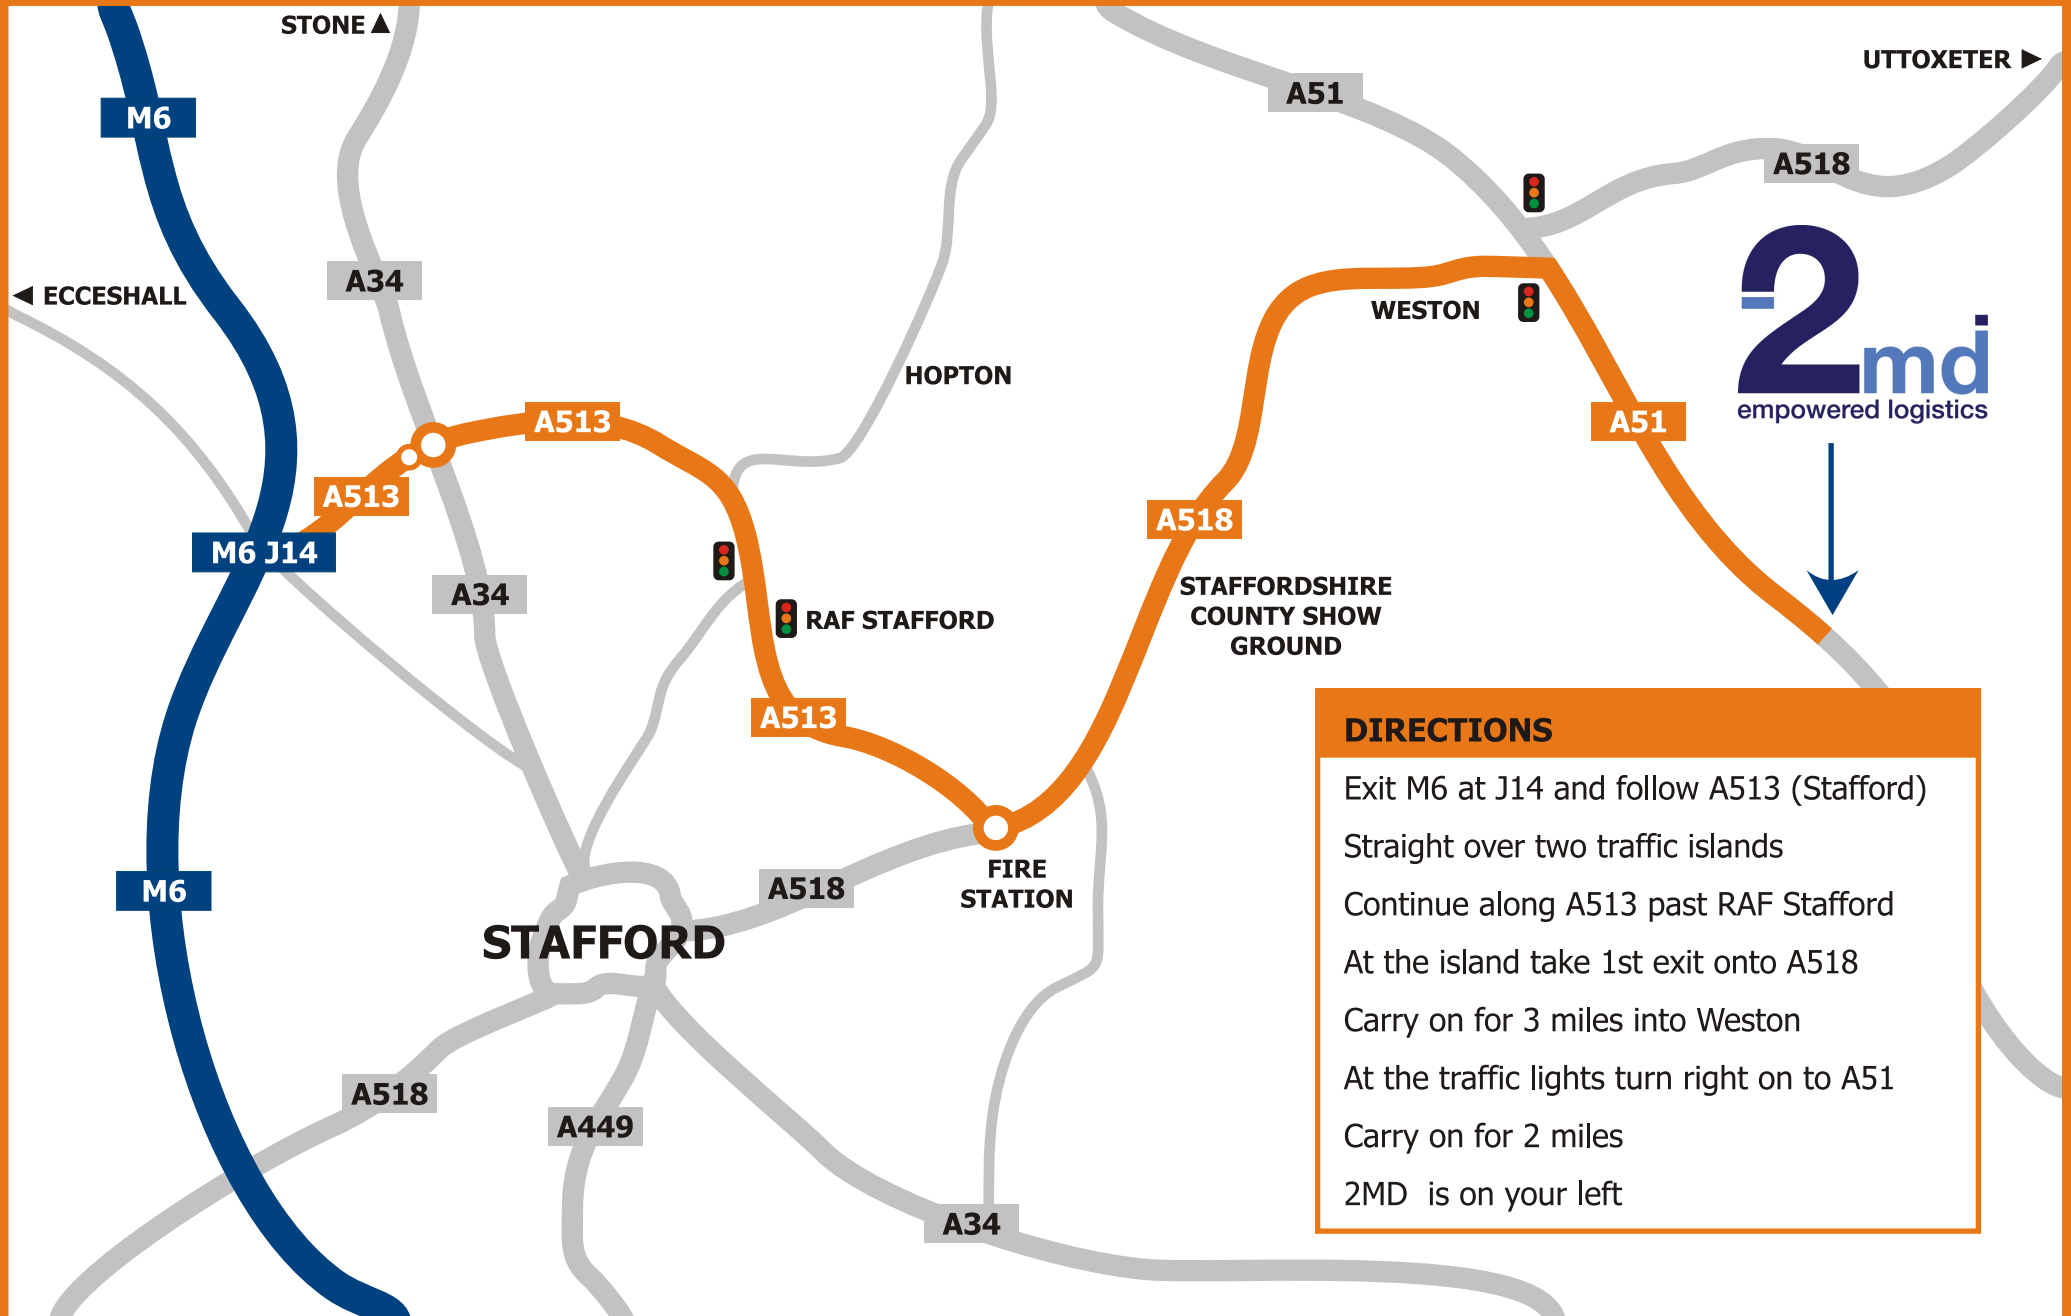 STONE ▲
UTTOXETER ►
A51
M6
A518
A34
◄ ECCESHALL
WESTON
2md
empowered logistics
HOPTON
A513
A51
A513
A518
M6 J14
A34
STAFFORDSHIRE
COUNTY SHOW
GROUND
RAF STAFFORD
A513
FIRE
STATION
A518
M6
STAFFORD
A518
A449
A34
DIRECTIONS
Exit M6 at J14 and follow A513 (Stafford)
Straight over two traffic islands
Continue along A513 past RAF Stafford
At the island take 1st exit onto A518
Carry on for 3 miles into Weston
At the traffic lights turn right on to A51
Carry on for 2 miles
2MD  is on your left